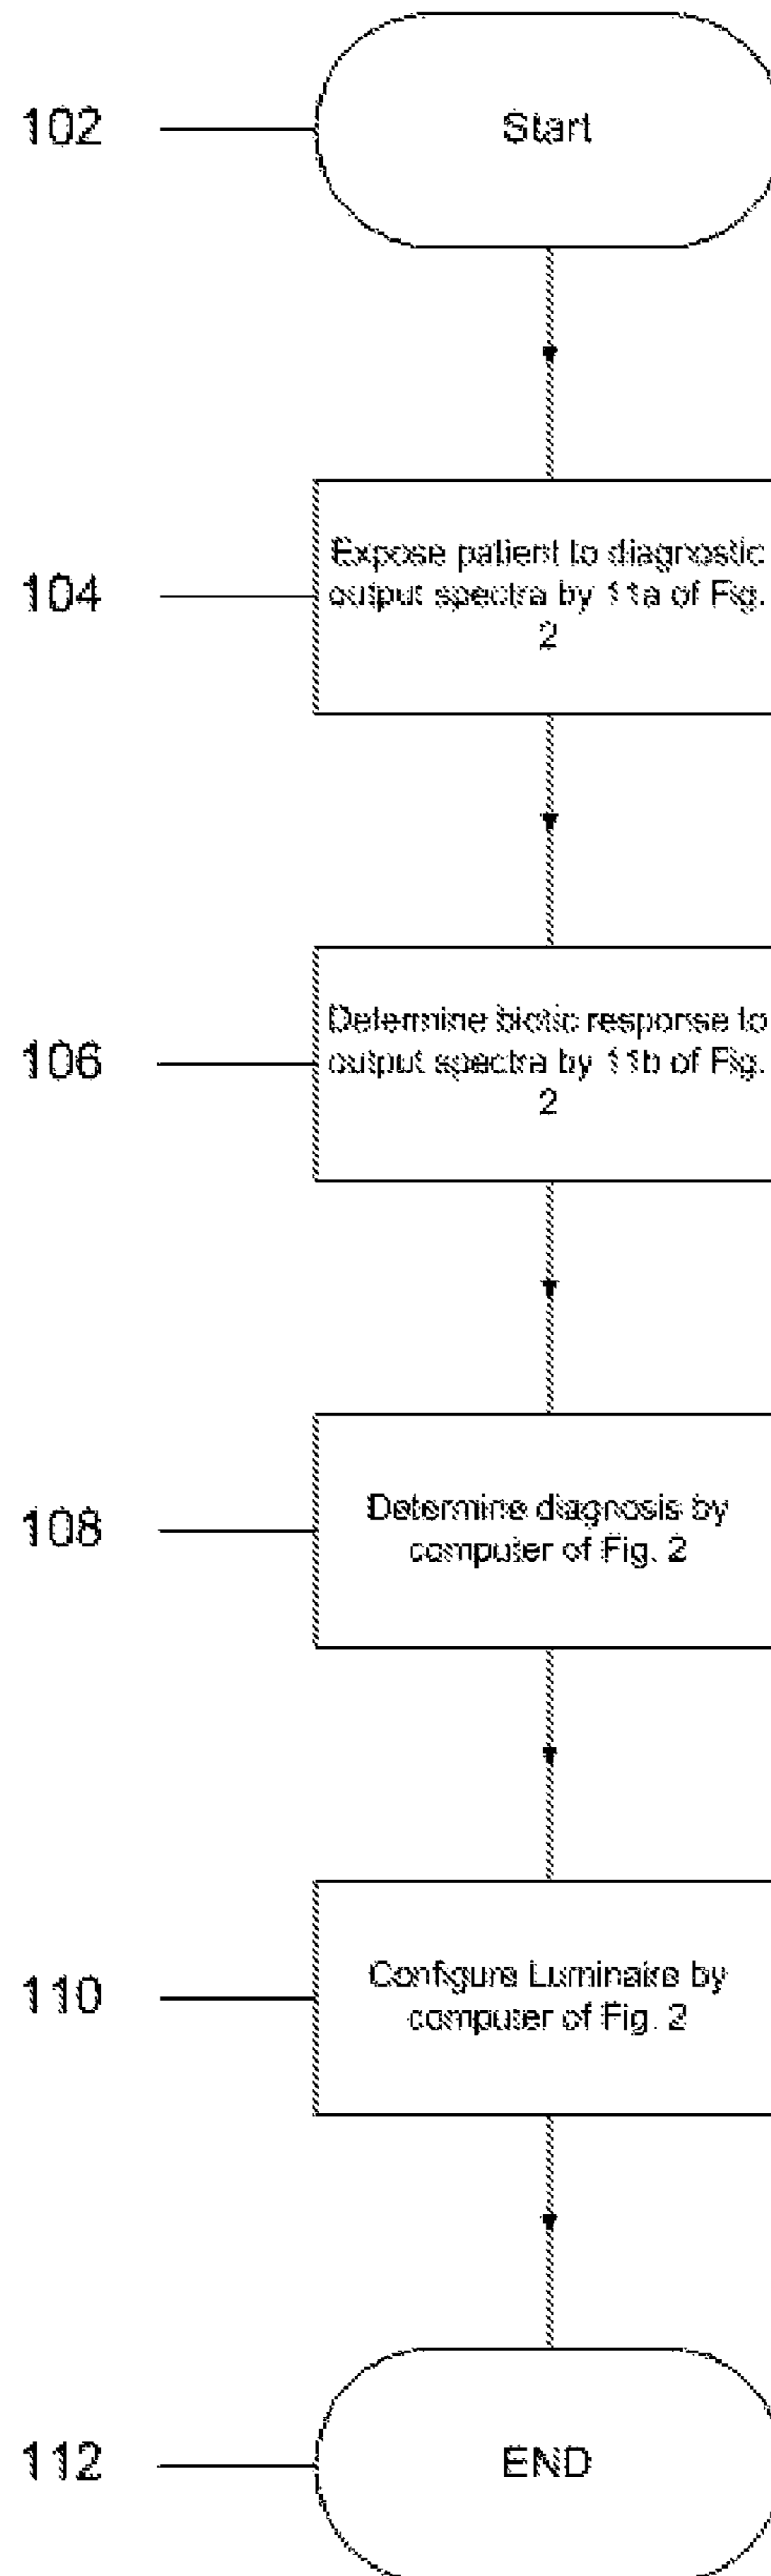 102
Start
104
Expose patient to diagnostic
output spectra by 11a of Fig.
2
106
Determine biotic response to
output spectra by 11b of Fig.
2
108
Determine diagnosis by
computer of Fig. 2
110
Configure Luminaire by
computer of Fig. 2
112
END